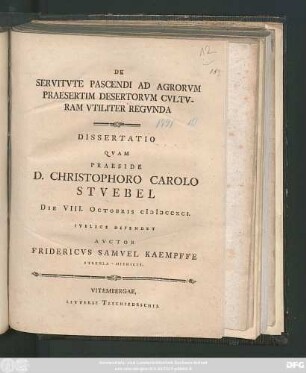 DE
SERVITVTE PASCENDI AD AGRORVM
PRAESERTIM DESERTORVM CVLTV-
RAM VTILITER REGVNDA
DISSERTATIO
QVAM
PRAESIDE
D. CHRISTOPHORO CAROLO
STVEBEL
DIE VIII. OCTOBRIS cIɔIɔccxcI.
PVBLICE DEFENDET
AVCTOR
FRIDERICVS SAMVEL KAEMPFFE
VITEMBERGAE,
LITTERIS TZSCHIEDRICHII.